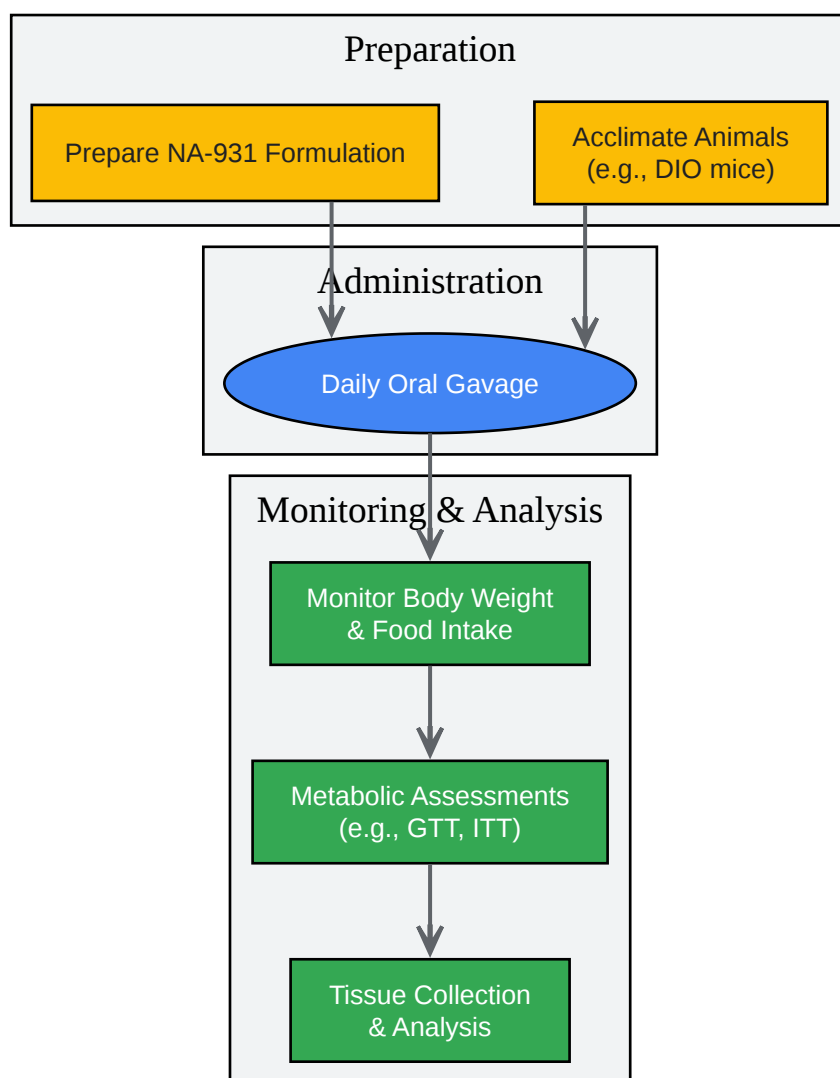 Preparation
Prepare NA-931 Formulation
Acclimate Animals
(e.g., DIO mice)
Administration
Daily Oral Gavage
Monitoring & Analysis
Monitor Body Weight
& Food Intake
Metabolic Assessments
(e.g., GTT, ITT)
Tissue Collection
& Analysis